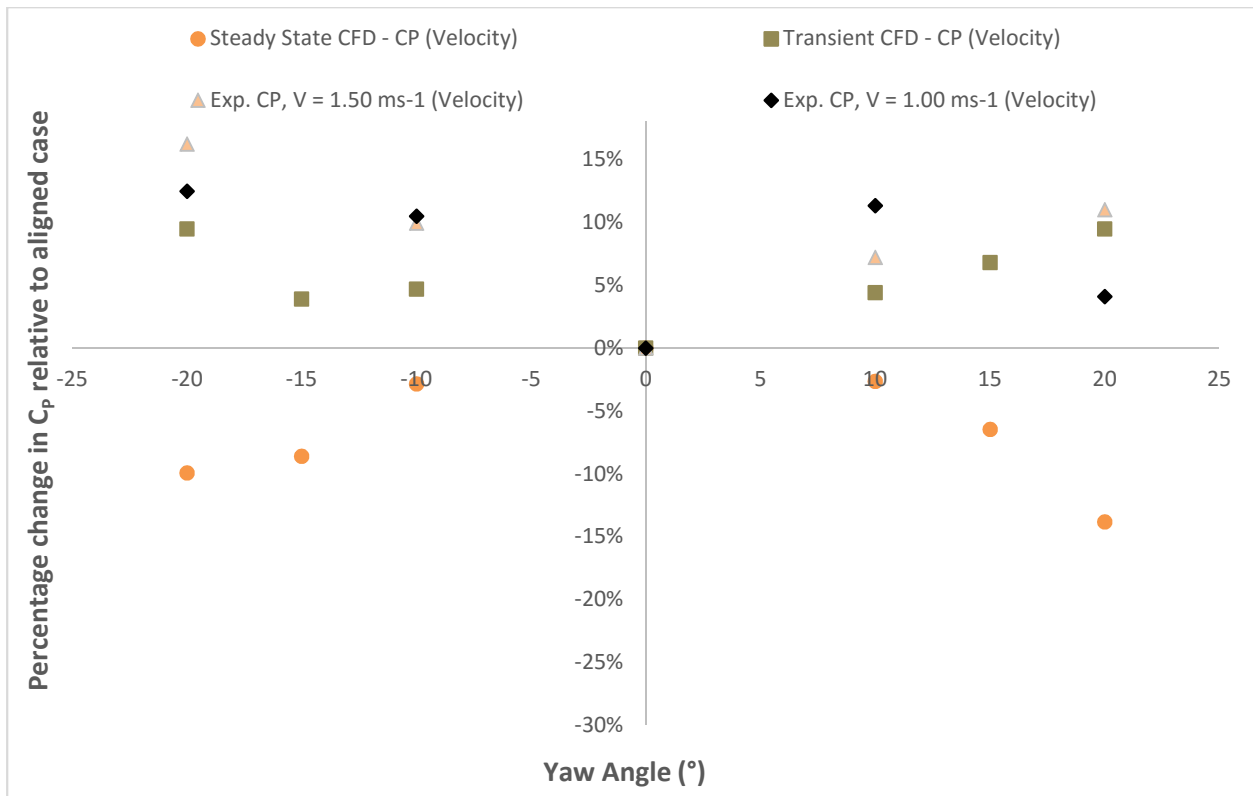 Steady State CFD - CP (Velocity)
Transient CFD - CP (Velocity)
Exp. CP, V = 1.50 ms-1 (Velocity)
Exp. CP, V = 1.00 ms-1 (Velocity)
Percentage change in CP relative to aligned case
15%
10%
5%
0%
-25 -20 -15 -10 -5 0 5 10 15 20 25
-5%
-10%
-15%
-20%
-25%
-30%
Yaw Angle (°)